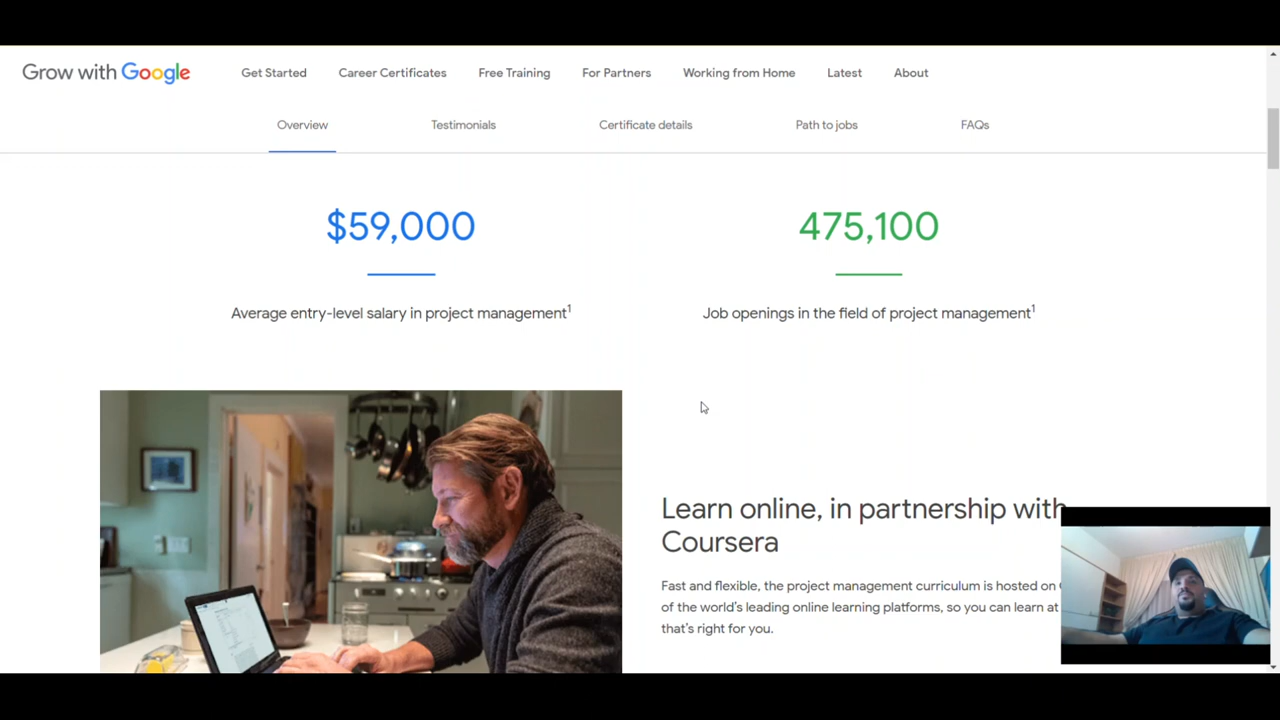 Grow with Google
Get Started Career Certificates Free Training For Partners Working from Home Latest About
Overview Testimonials Certificate details Path to jobs FAQs
$59,000
Average entry-level salary in project management¹
475,100
Job openings in the field of project management¹
Learn online, in partnership with
Coursera
Fast and flexible, the project management curriculum is hosted on
of the world's leading online learning platforms, so you can learn at
that's right for you.